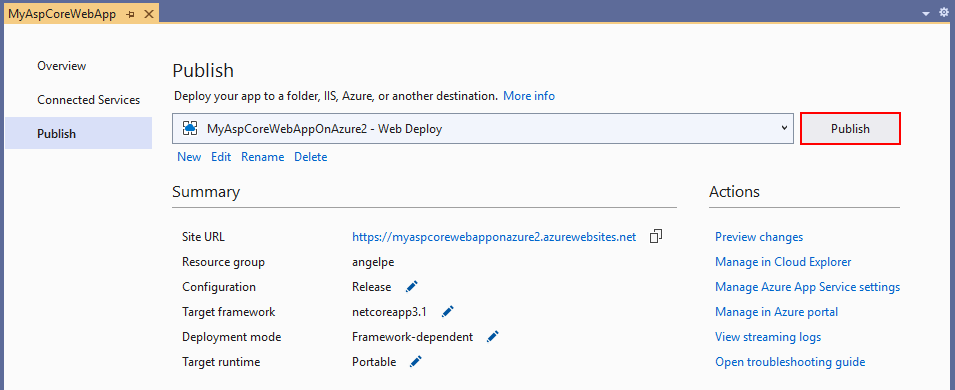 MyAspCoreWebApp
Overview
Connected Services
Publish
Publish
Deploy your app to a folder, IIS, Azure, or another destination. More info
MyAspCoreWebAppOnAzure2 - Web Deploy
Publish
New Edit Rename Delete
Summary
Site URL https://myaspcorewebapponazure2.azurewebsites.net
Resource group angelpe
Configuration Release
Target framework netcoreapp3.1
Deployment mode Framework-dependent
Target runtime Portable
Actions
Preview changes
Manage in Cloud Explorer
Manage Azure App Service settings
Manage in Azure portal
View streaming logs
Open troubleshooting guide